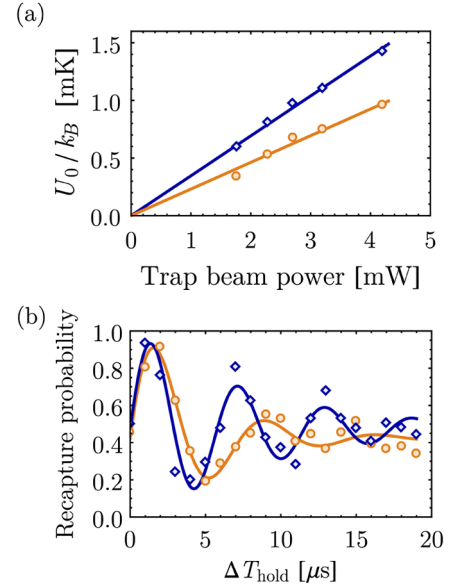 (a)
U₀/k_B [mK]
1.5
1.0
0.5
0.0
0 1 2 3 4 5
Trap beam power [mW]
(b)
Recapture probability
1.0
0.8
0.6
0.4
0.2
0.0
0 5 10 15 20
Δ T_hold [μs]